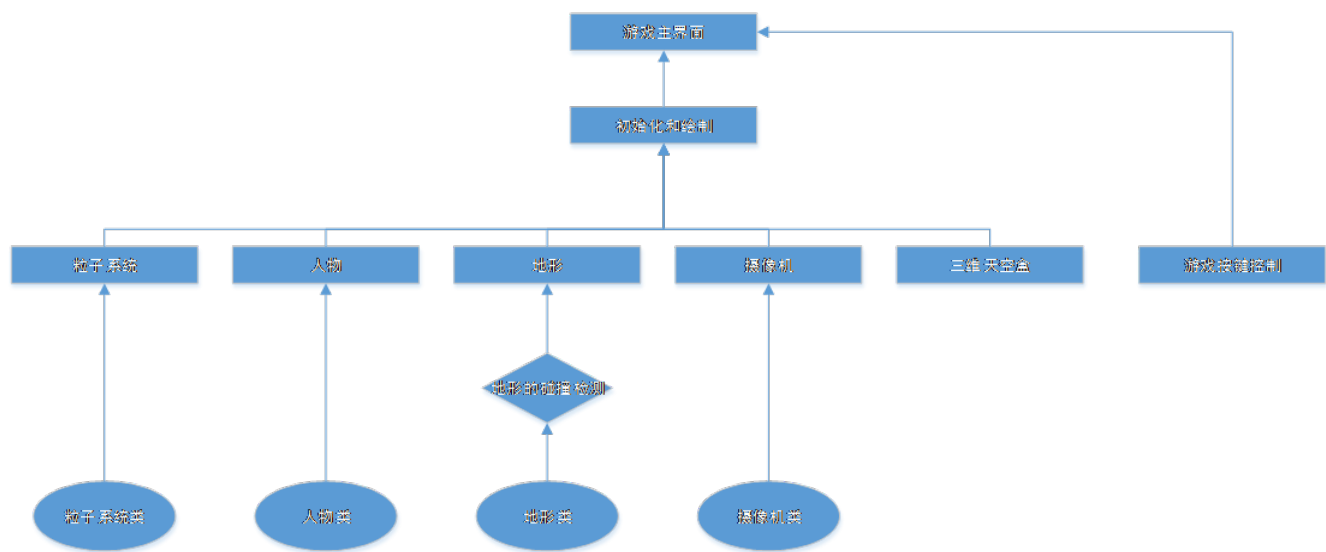 游戏主界面
初始化和绘制
粒子系统
人物
地形
摄像机
三维天空盒
游戏按键控制
地形的碰撞检测
粒子系统类
人物类
地形类
摄像机类